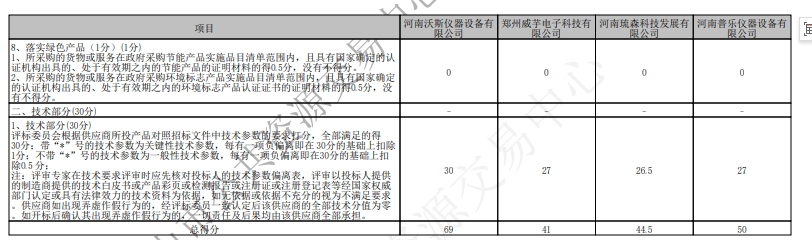 项目 河南沃斯仪器设备有限公司 郑州威芋电子科技有限公司 河南琉森科技发展有限公司 河南普乐仪器设备有限公司
8、落实绿色产品（1分）(1分)
1、所采购的货物或服务在政府采购节能产品实施品目清单范围内，且具有国家确定的认
证机构出具的、处于有效期之内的节能产品的证明材料的得0.5分，没有不得分。
2、所采购的货物或服务在政府采购环境标志产品实施品目清单范围内，且具有国家确定
的认证机构出具的、处于有效期之内的环境标志产品认证证书的证明材料的得0.5分，没
有不得分。
0 0 0 0
二、技术部分(30分) - - - -
1、技术部分(30分)
评标委员会根据供应商所投产品对照招标文件中技术参数的要求打分，全部满足的得
30分；带“*”号的技术参数为关键性技术参数，每有一项负偏离即在30分的基础上扣除
1分；不带“*”号的技术参数为一般性技术参数，每有一项负偏离即在30分的基础上扣
除0.5分；
注：评审专家在技术要求评审时应先核对投标人的技术参数偏离表，评审以投标人提供
的制造商提供的技术白皮书或产品彩页或检测报告或注册证或注册登记表等经国家权威
部门认定或具有法律效力的技术资料为依据，如无依据或依据不充分的视为不满足要求
。供应商如出现弄虚作假行为的，经评标委员一致认定后该供应商的全部技术分值为零
。如开标后确认其出现弄虚作假行为的，一切责任及后果均由该供应商全部承担。
30 27 26.5 27
总得分 69 41 44.5 50